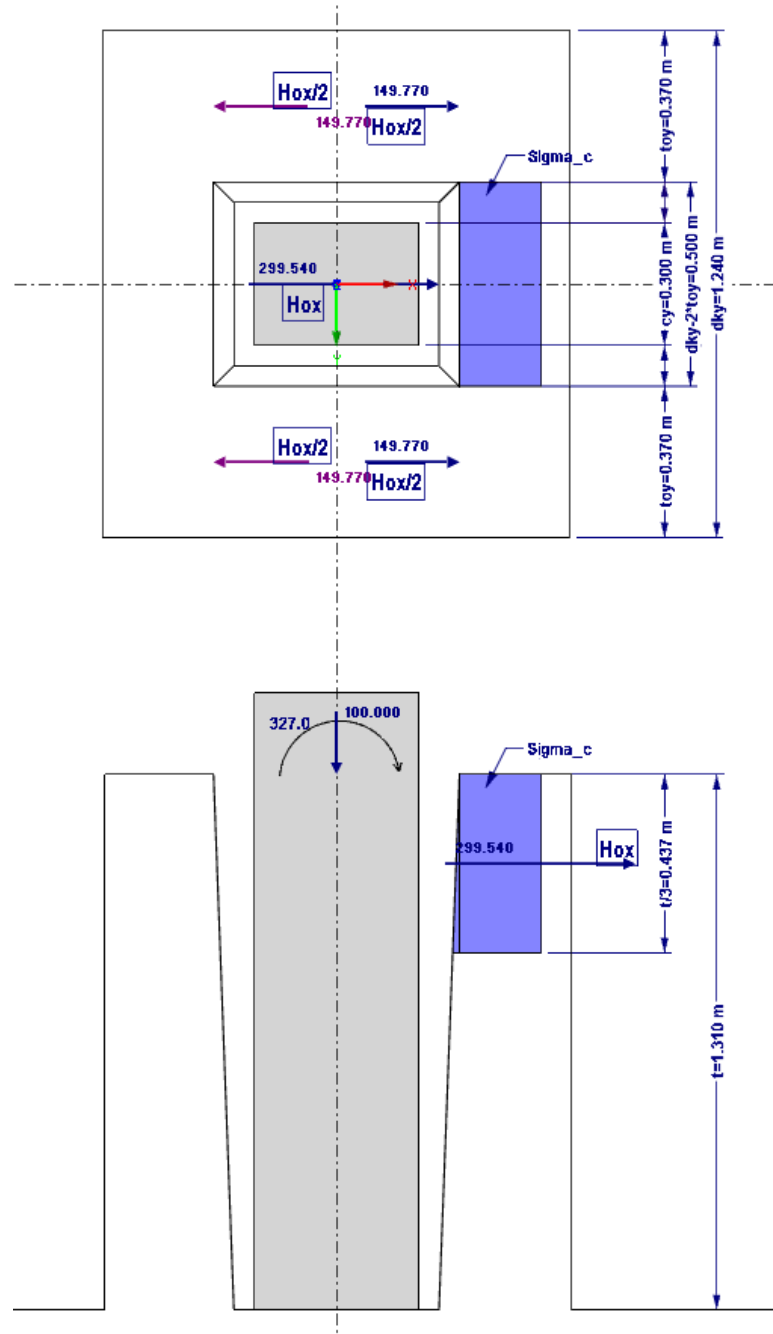 Hox/2
149.770
149.770
Hox/2
Sigma_c
toy=0.370 m
299.540
Hox
X
cy=0.300 m
dky-2*toy=0.500 m
dky=1.240 m
Hox/2
149.770
149.770
Hox/2
toy=0.370 m
327.0
100.000
Sigma_c
299.540
Hox
t/3=0.437 m
t=1.310 m